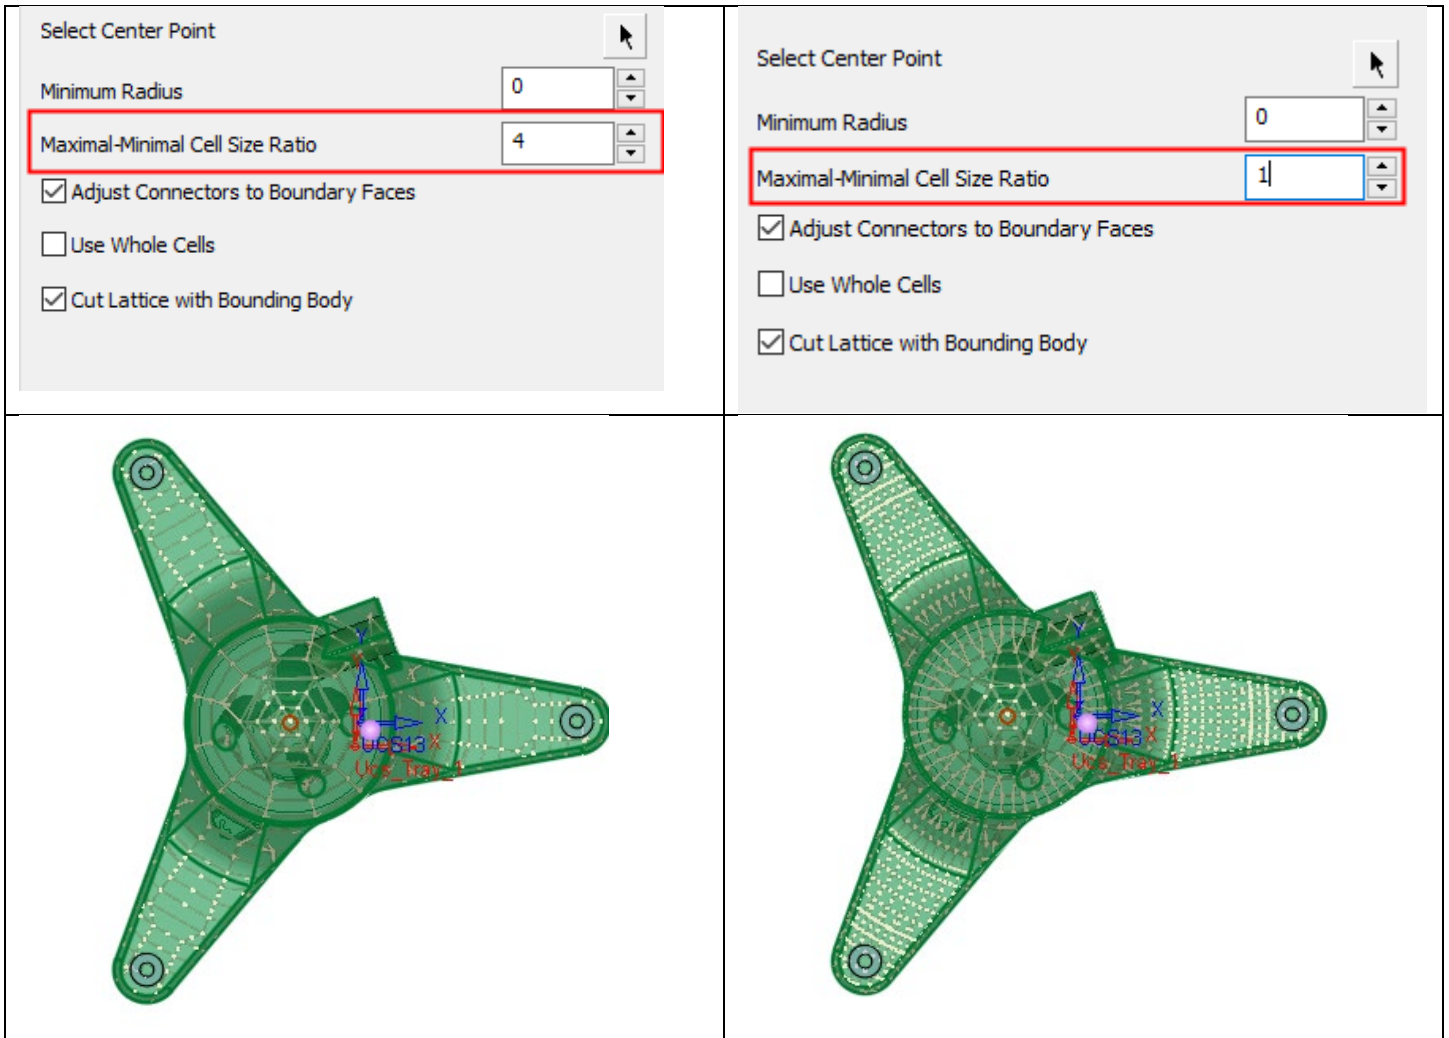 Select Center Point
Minimum Radius 0
Maximal-Minimal Cell Size Ratio 4
Adjust Connectors to Boundary Faces
Use Whole Cells
Cut Lattice with Bounding Body
Select Center Point
Minimum Radius 0
Maximal-Minimal Cell Size Ratio 1
Adjust Connectors to Boundary Faces
Use Whole Cells
Cut Lattice with Bounding Body
Y
X
UCS13 X
Ucs_Tray_1
Y
X
UCS13 X
Ucs_Tray_1